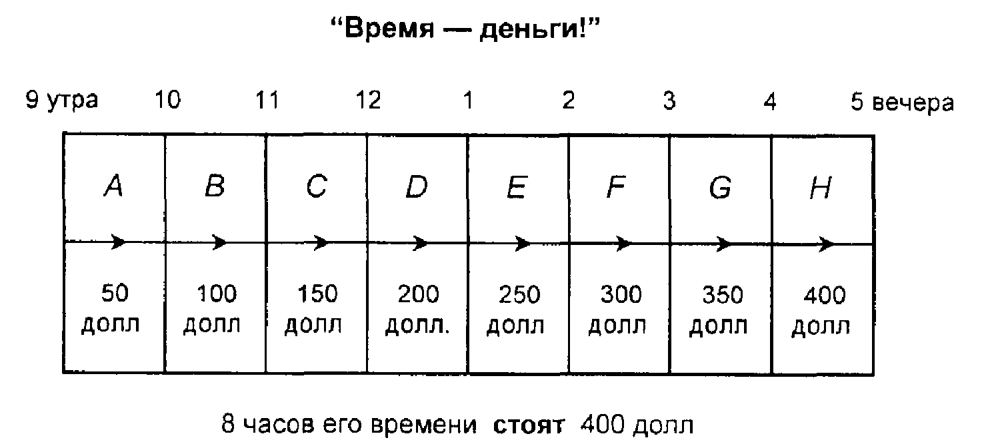 “Время — деньги!”
9 утра 10 11 12 1 2 3 4 5 вечера
A B C D E F G H
50 100 150 200 250 300 350 400
долл долл долл долл. долл долл долл долл
8 часов его времени стоят 400 долл